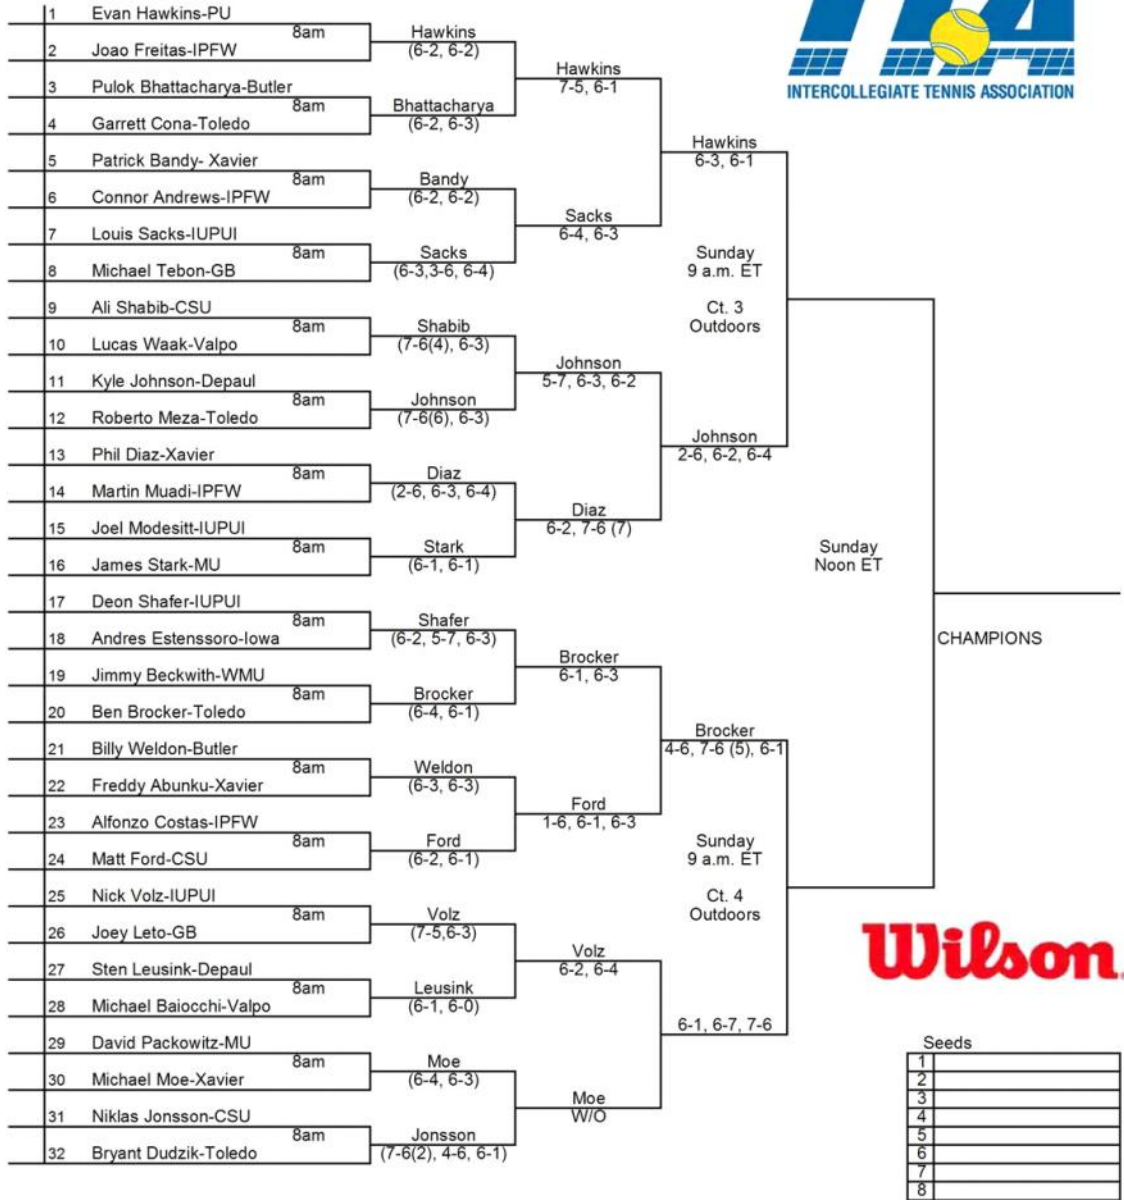 1 Evan Hawkins-PU
8am
2 Joao Freitas-IPFW
Hawkins
(6-2, 6-2)
3 Pulok Bhattacharya-Butler
8am
4 Garrett Cona-Toledo
Bhattacharya
(6-2, 6-3)
Hawkins
7-5, 6-1
5 Patrick Bandy- Xavier
8am
6 Connor Andrews-IPFW
Bandy
(6-2, 6-2)
7 Louis Sacks-IUPUI
8am
8 Michael Tebon-GB
Sacks
(6-3,3-6, 6-4)
Sacks
6-4, 6-3
Hawkins
6-3, 6-1
9 Ali Shabib-CSU
8am
10 Lucas Waak-Valpo
Shabib
(7-6(4), 6-3)
11 Kyle Johnson-Depaul
8am
12 Roberto Meza-Toledo
Johnson
(7-6(6), 6-3)
Johnson
5-7, 6-3, 6-2
13 Phil Diaz-Xavier
8am
14 Martin Muadi-IPFW
Diaz
(2-6, 6-3, 6-4)
15 Joel Modesitt-IUPUI
8am
16 James Stark-MU
Stark
(6-1, 6-1)
Diaz
6-2, 7-6 (7)
Johnson
2-6, 6-2, 6-4
Sunday
9 a.m. ET
Ct. 3
Outdoors
17 Deon Shafer-IUPUI
8am
18 Andres Estenssoro-Iowa
Shafer
(6-2, 5-7, 6-3)
19 Jimmy Beckwith-WMU
8am
20 Ben Brocker-Toledo
Brocker
(6-4, 6-1)
Brocker
6-1, 6-3
21 Billy Weldon-Butler
8am
22 Freddy Abunku-Xavier
Weldon
(6-3, 6-3)
23 Alfonzo Costas-IPFW
8am
24 Matt Ford-CSU
Ford
(6-2, 6-1)
Ford
1-6, 6-1, 6-3
Brocker
4-6, 7-6 (5), 6-1
25 Nick Volz-IUPUI
8am
26 Joey Leto-GB
Volz
(7-5,6-3)
27 Sten Leusink-Depaul
8am
28 Michael Baiocchi-Valpo
Leusink
(6-1, 6-0)
Volz
6-2, 6-4
29 David Packowitz-MU
8am
30 Michael Moe-Xavier
Moe
(6-4, 6-3)
31 Niklas Jonsson-CSU
8am
32 Bryant Dudzik-Toledo
Jonsson
(7-6(2), 4-6, 6-1)
Moe
W/O
6-1, 6-7, 7-6
Sunday
9 a.m. ET
Ct. 4
Outdoors
Sunday
Noon ET
CHAMPIONS
ITA
INTERCOLLEGIATE TENNIS ASSOCIATION
Wilson.
Seeds
1
2
3
4
5
6
7
8